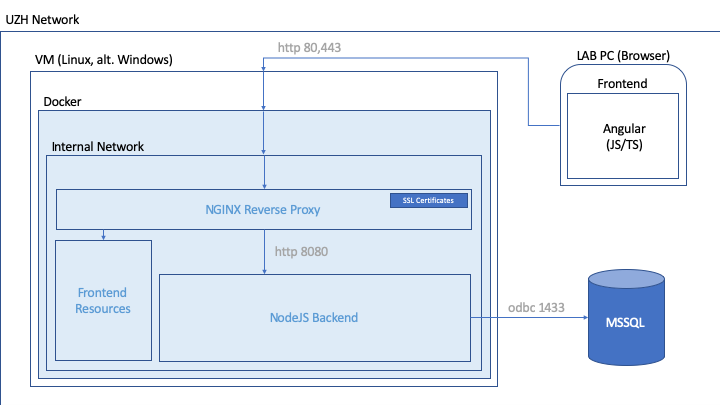 UZH Network
http 80,443
VM (Linux, alt. Windows)
LAB PC (Browser)
Frontend
Docker
Angular
(JS/TS)
Internal Network
SSL Certificates
NGINX Reverse Proxy
http 8080
Frontend
Resources
NodeJS Backend
odbc 1433
MSSQL